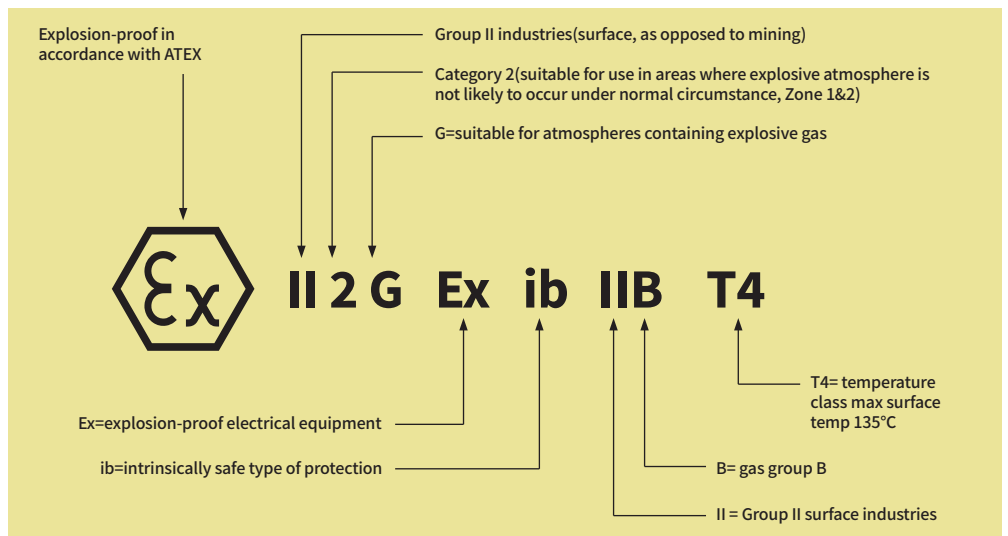 Explosion-proof in
accordance with ATEX
Group II industries(surface, as opposed to mining)
Category 2(suitable for use in areas where explosive atmosphere is
not likely to occur under normal circumstance, Zone 1&2)
G=suitable for atmospheres containing explosive gas
Ex II 2 G Ex ib IIB T4
T4= temperature
class max surface
temp 135°C
Ex=explosion-proof electrical equipment
ib=intrinsically safe type of protection
B= gas group B
II = Group II surface industries